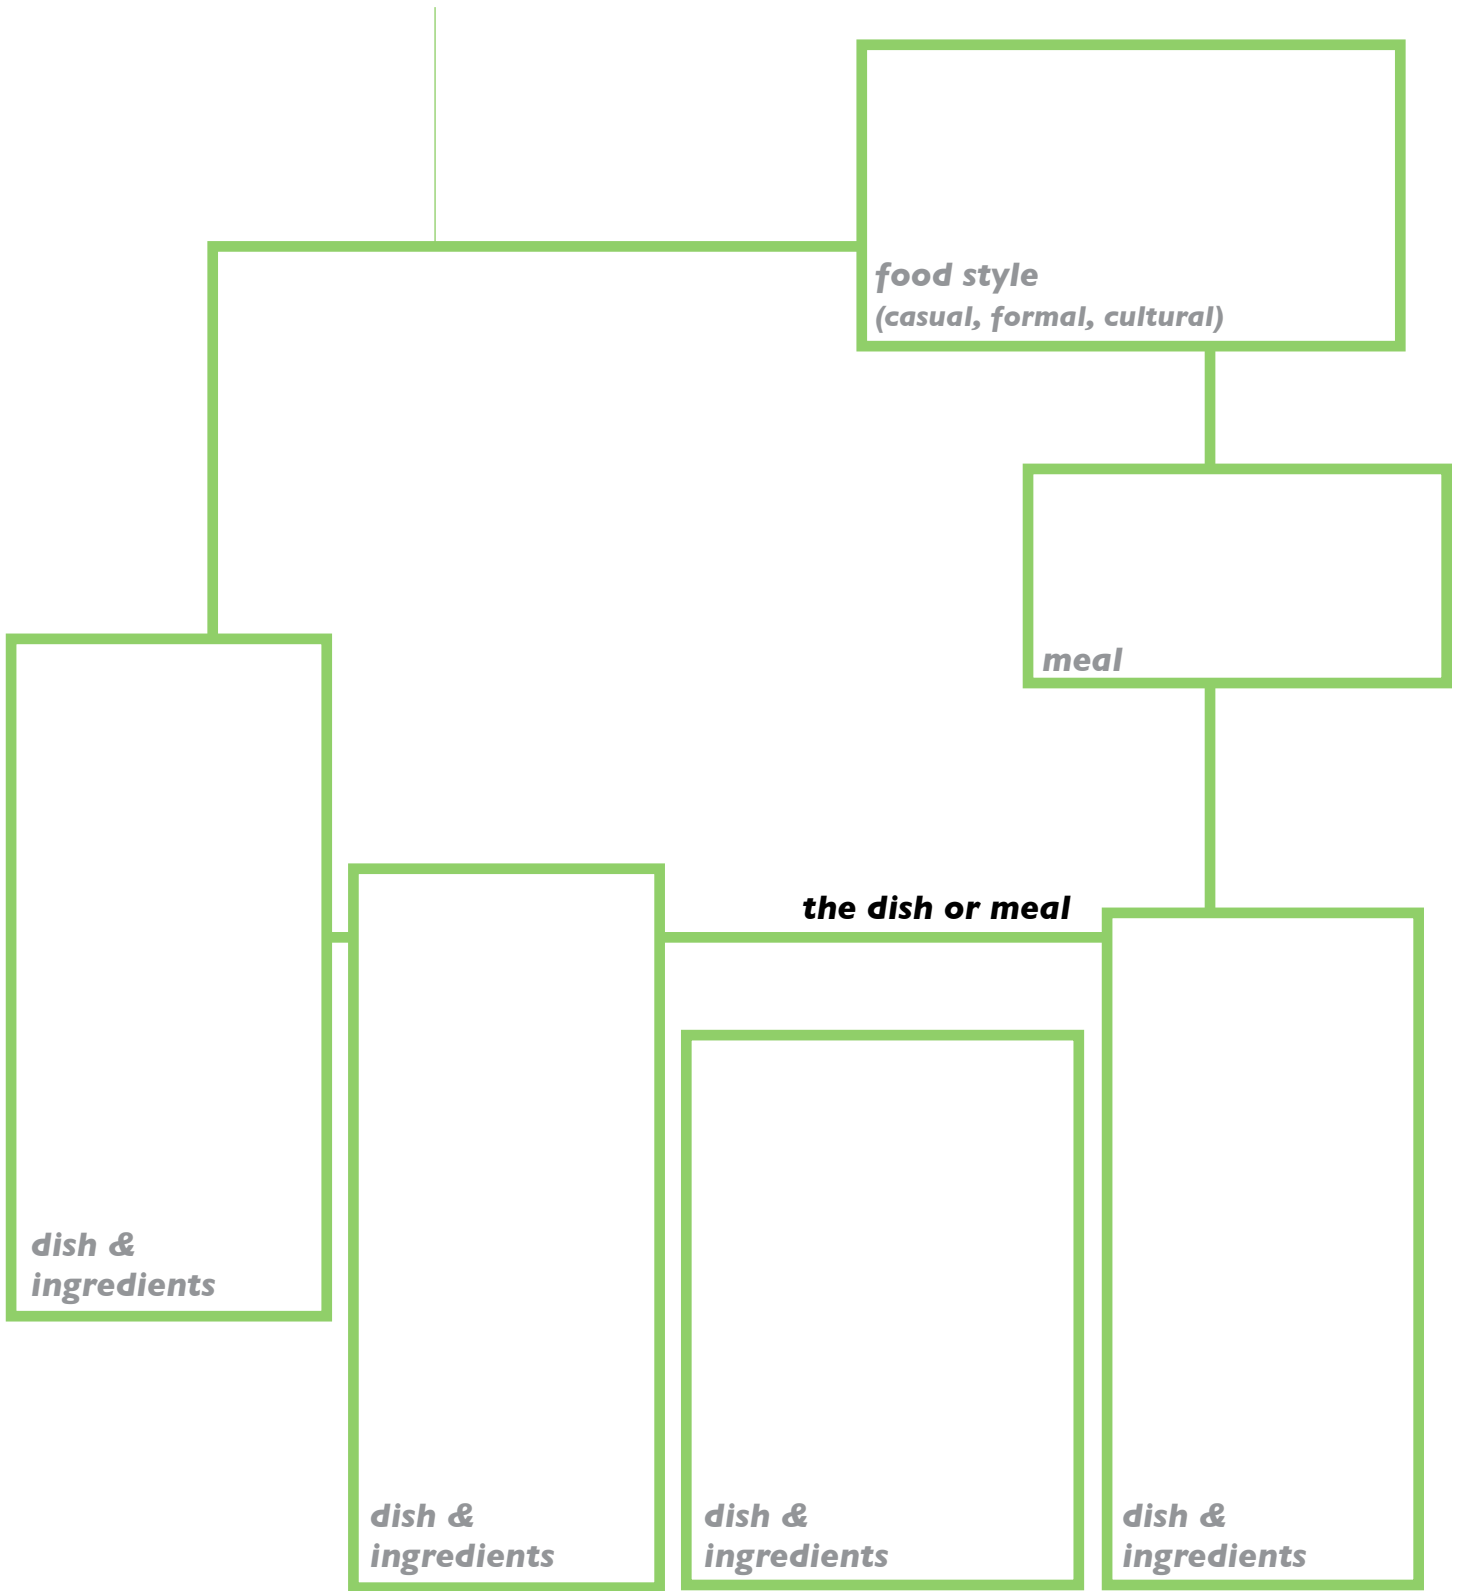 food style
(casual, formal, cultural)
meal
the dish or meal
dish &
ingredients
dish &
ingredients
dish &
ingredients
dish &
ingredients